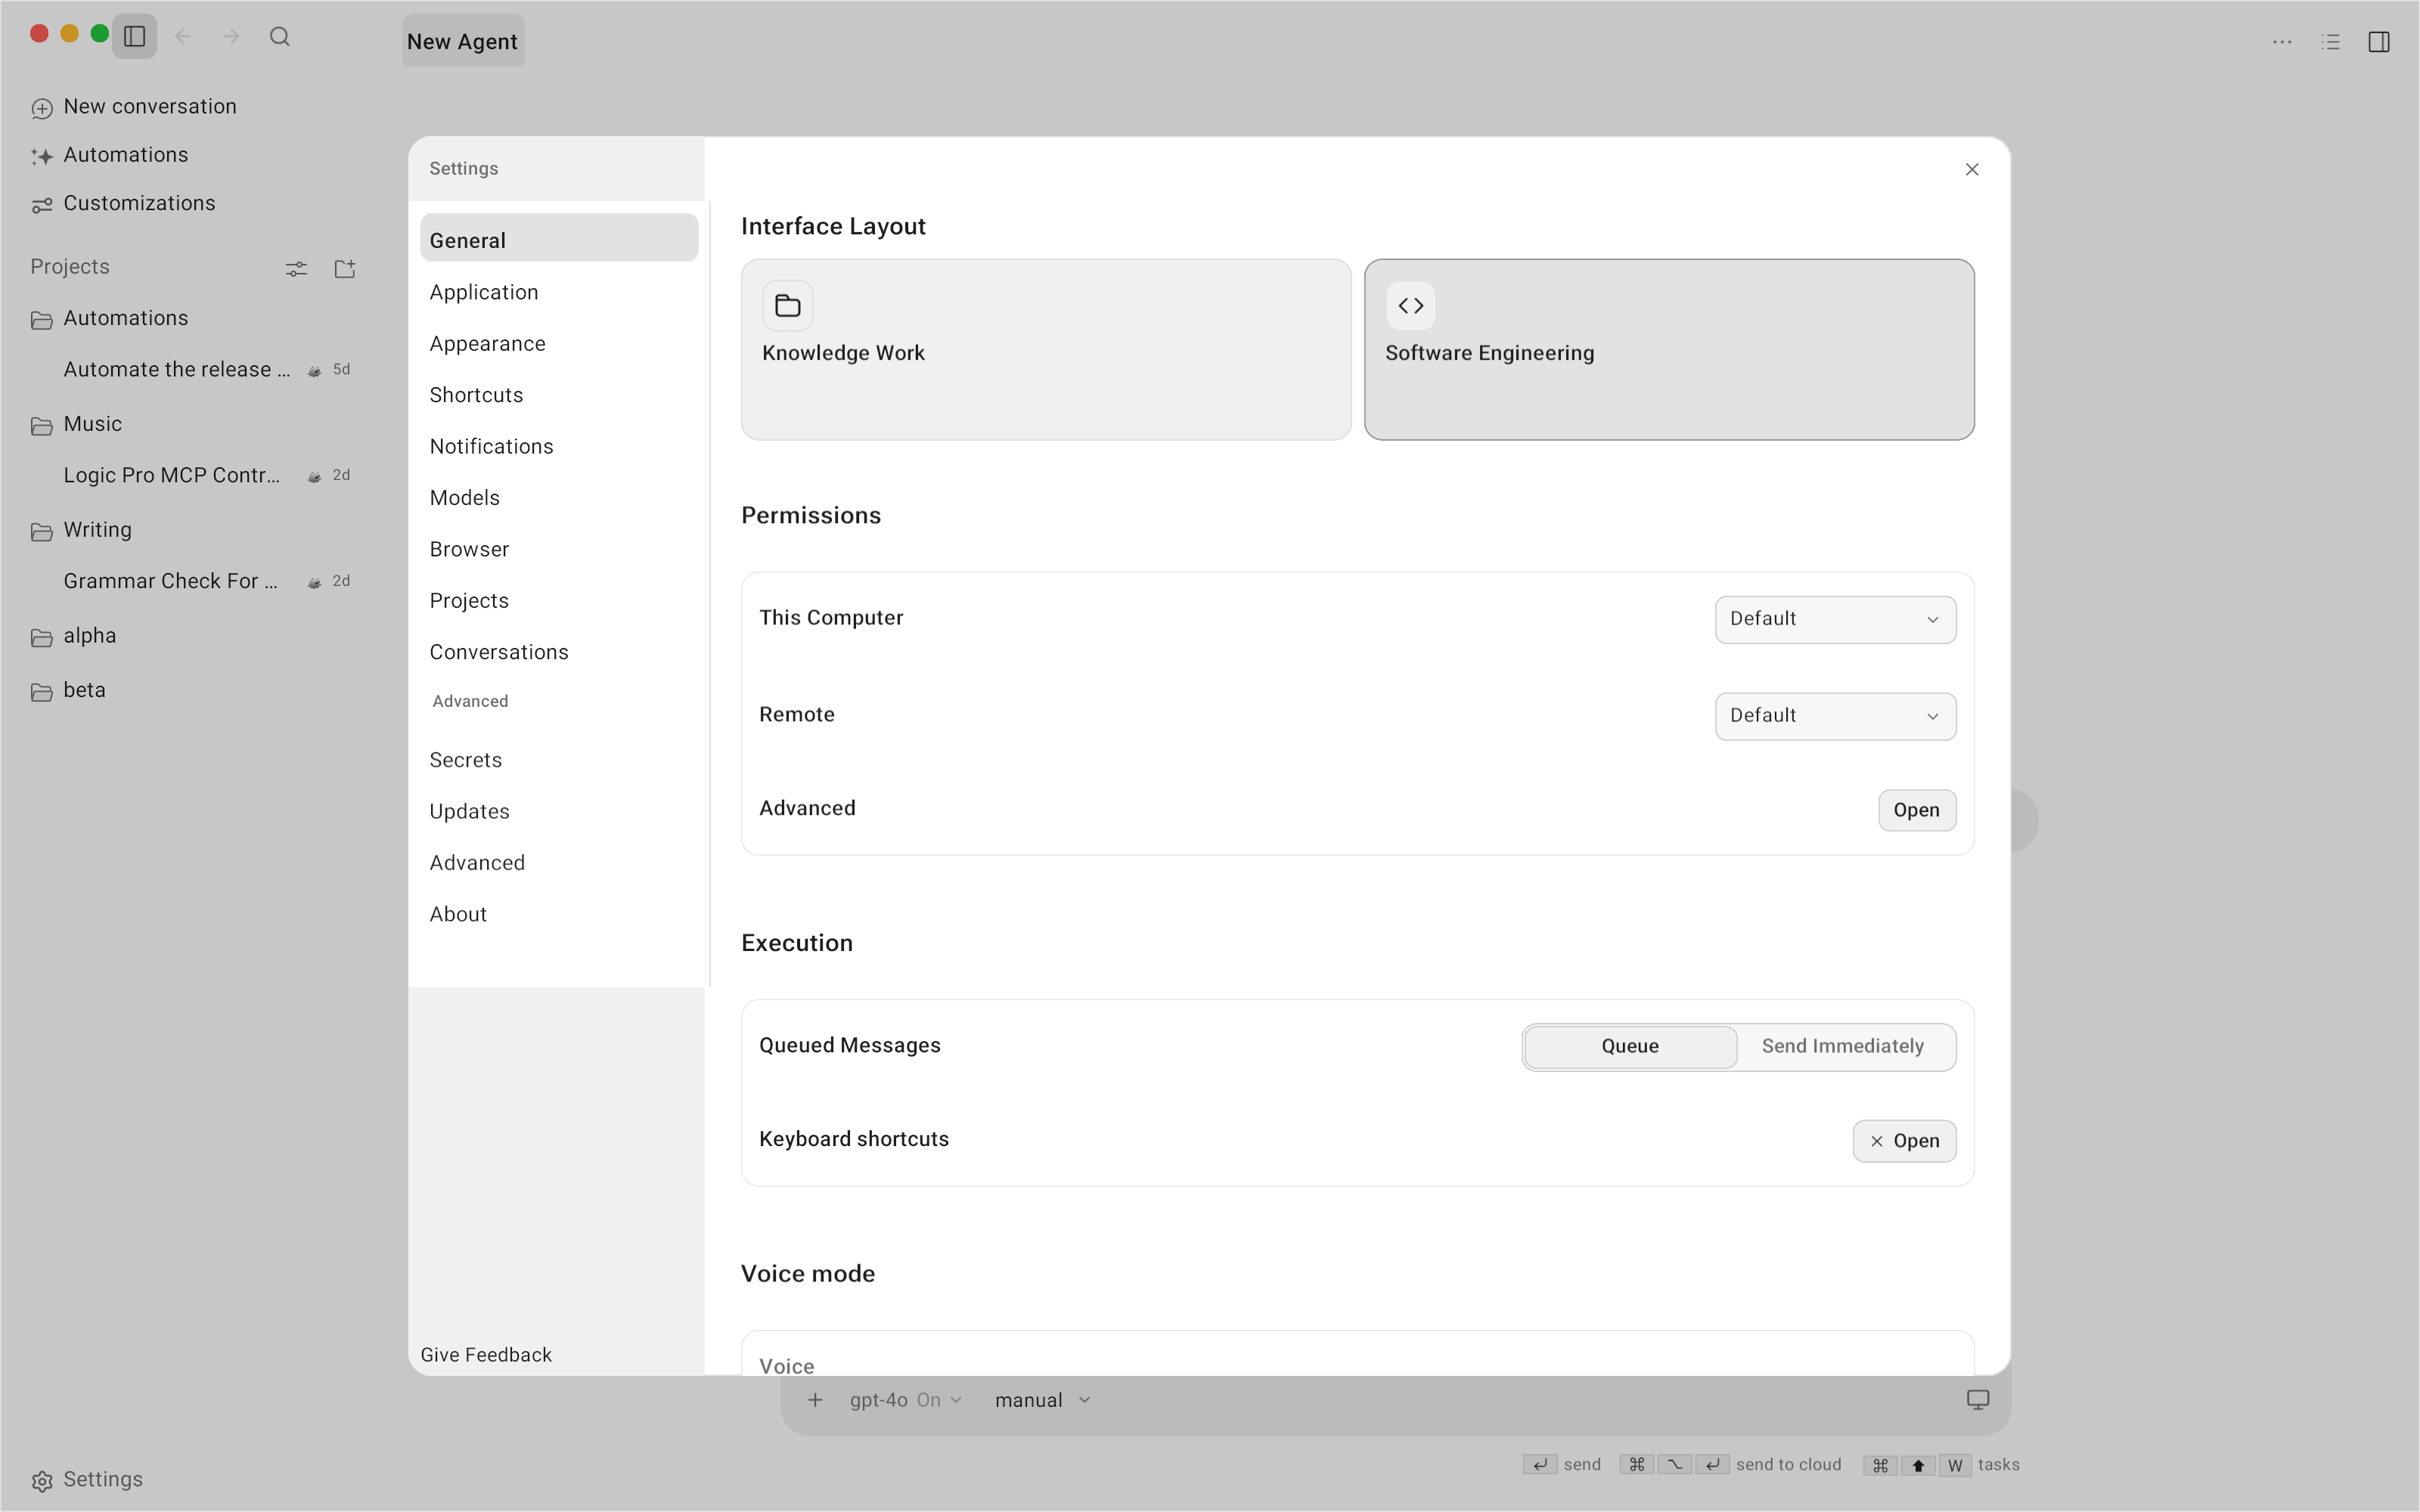 New Agent
New conversation
Automations
Customizations
Projects
Automations
Automate the release ... 5d
Music
Logic Pro MCP Contr... 2d
Writing
Grammar Check For ... 2d
alpha
beta
Settings
Settings
General
Application
Appearance
Shortcuts
Notifications
Models
Browser
Projects
Conversations
Advanced
Secrets
Updates
Advanced
About
Give Feedback
Interface Layout
Knowledge Work
Software Engineering
Permissions
This Computer Default
Remote Default
Advanced Open
Execution
Queued Messages Queue Send Immediately
Keyboard shortcuts Open
Voice mode
Voice
gpt-4o On manual
send send to cloud W tasks